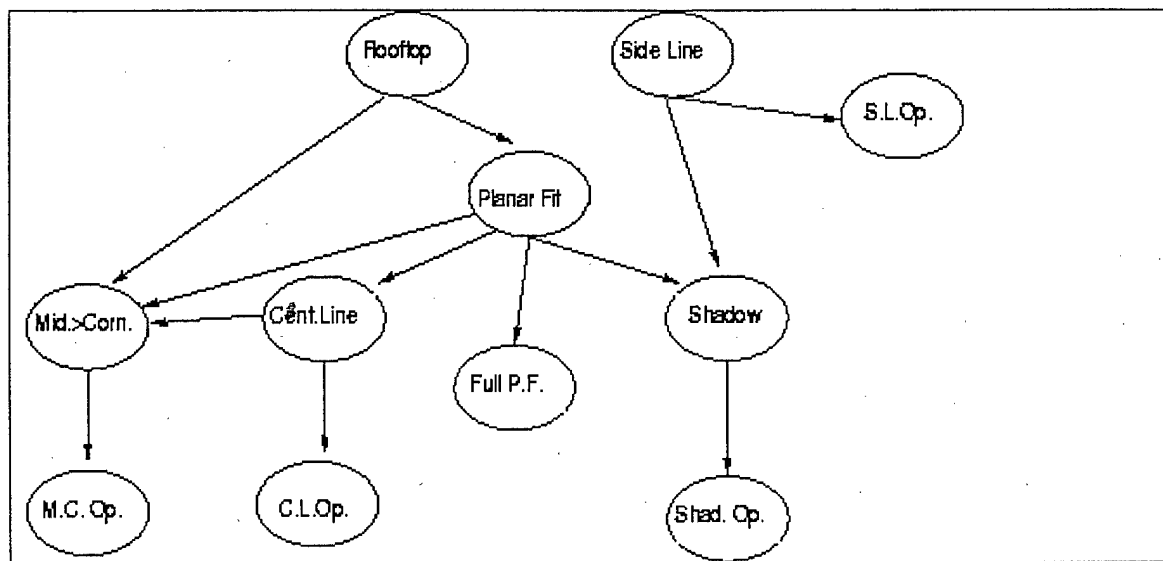 Rooftop
Side Line
S.L.Op.
Planar Fit
Mid.>Corn.
Cent.Line
Shadow
Full P.F.
M.C. Op.
C.L.Op.
Shad. Op.